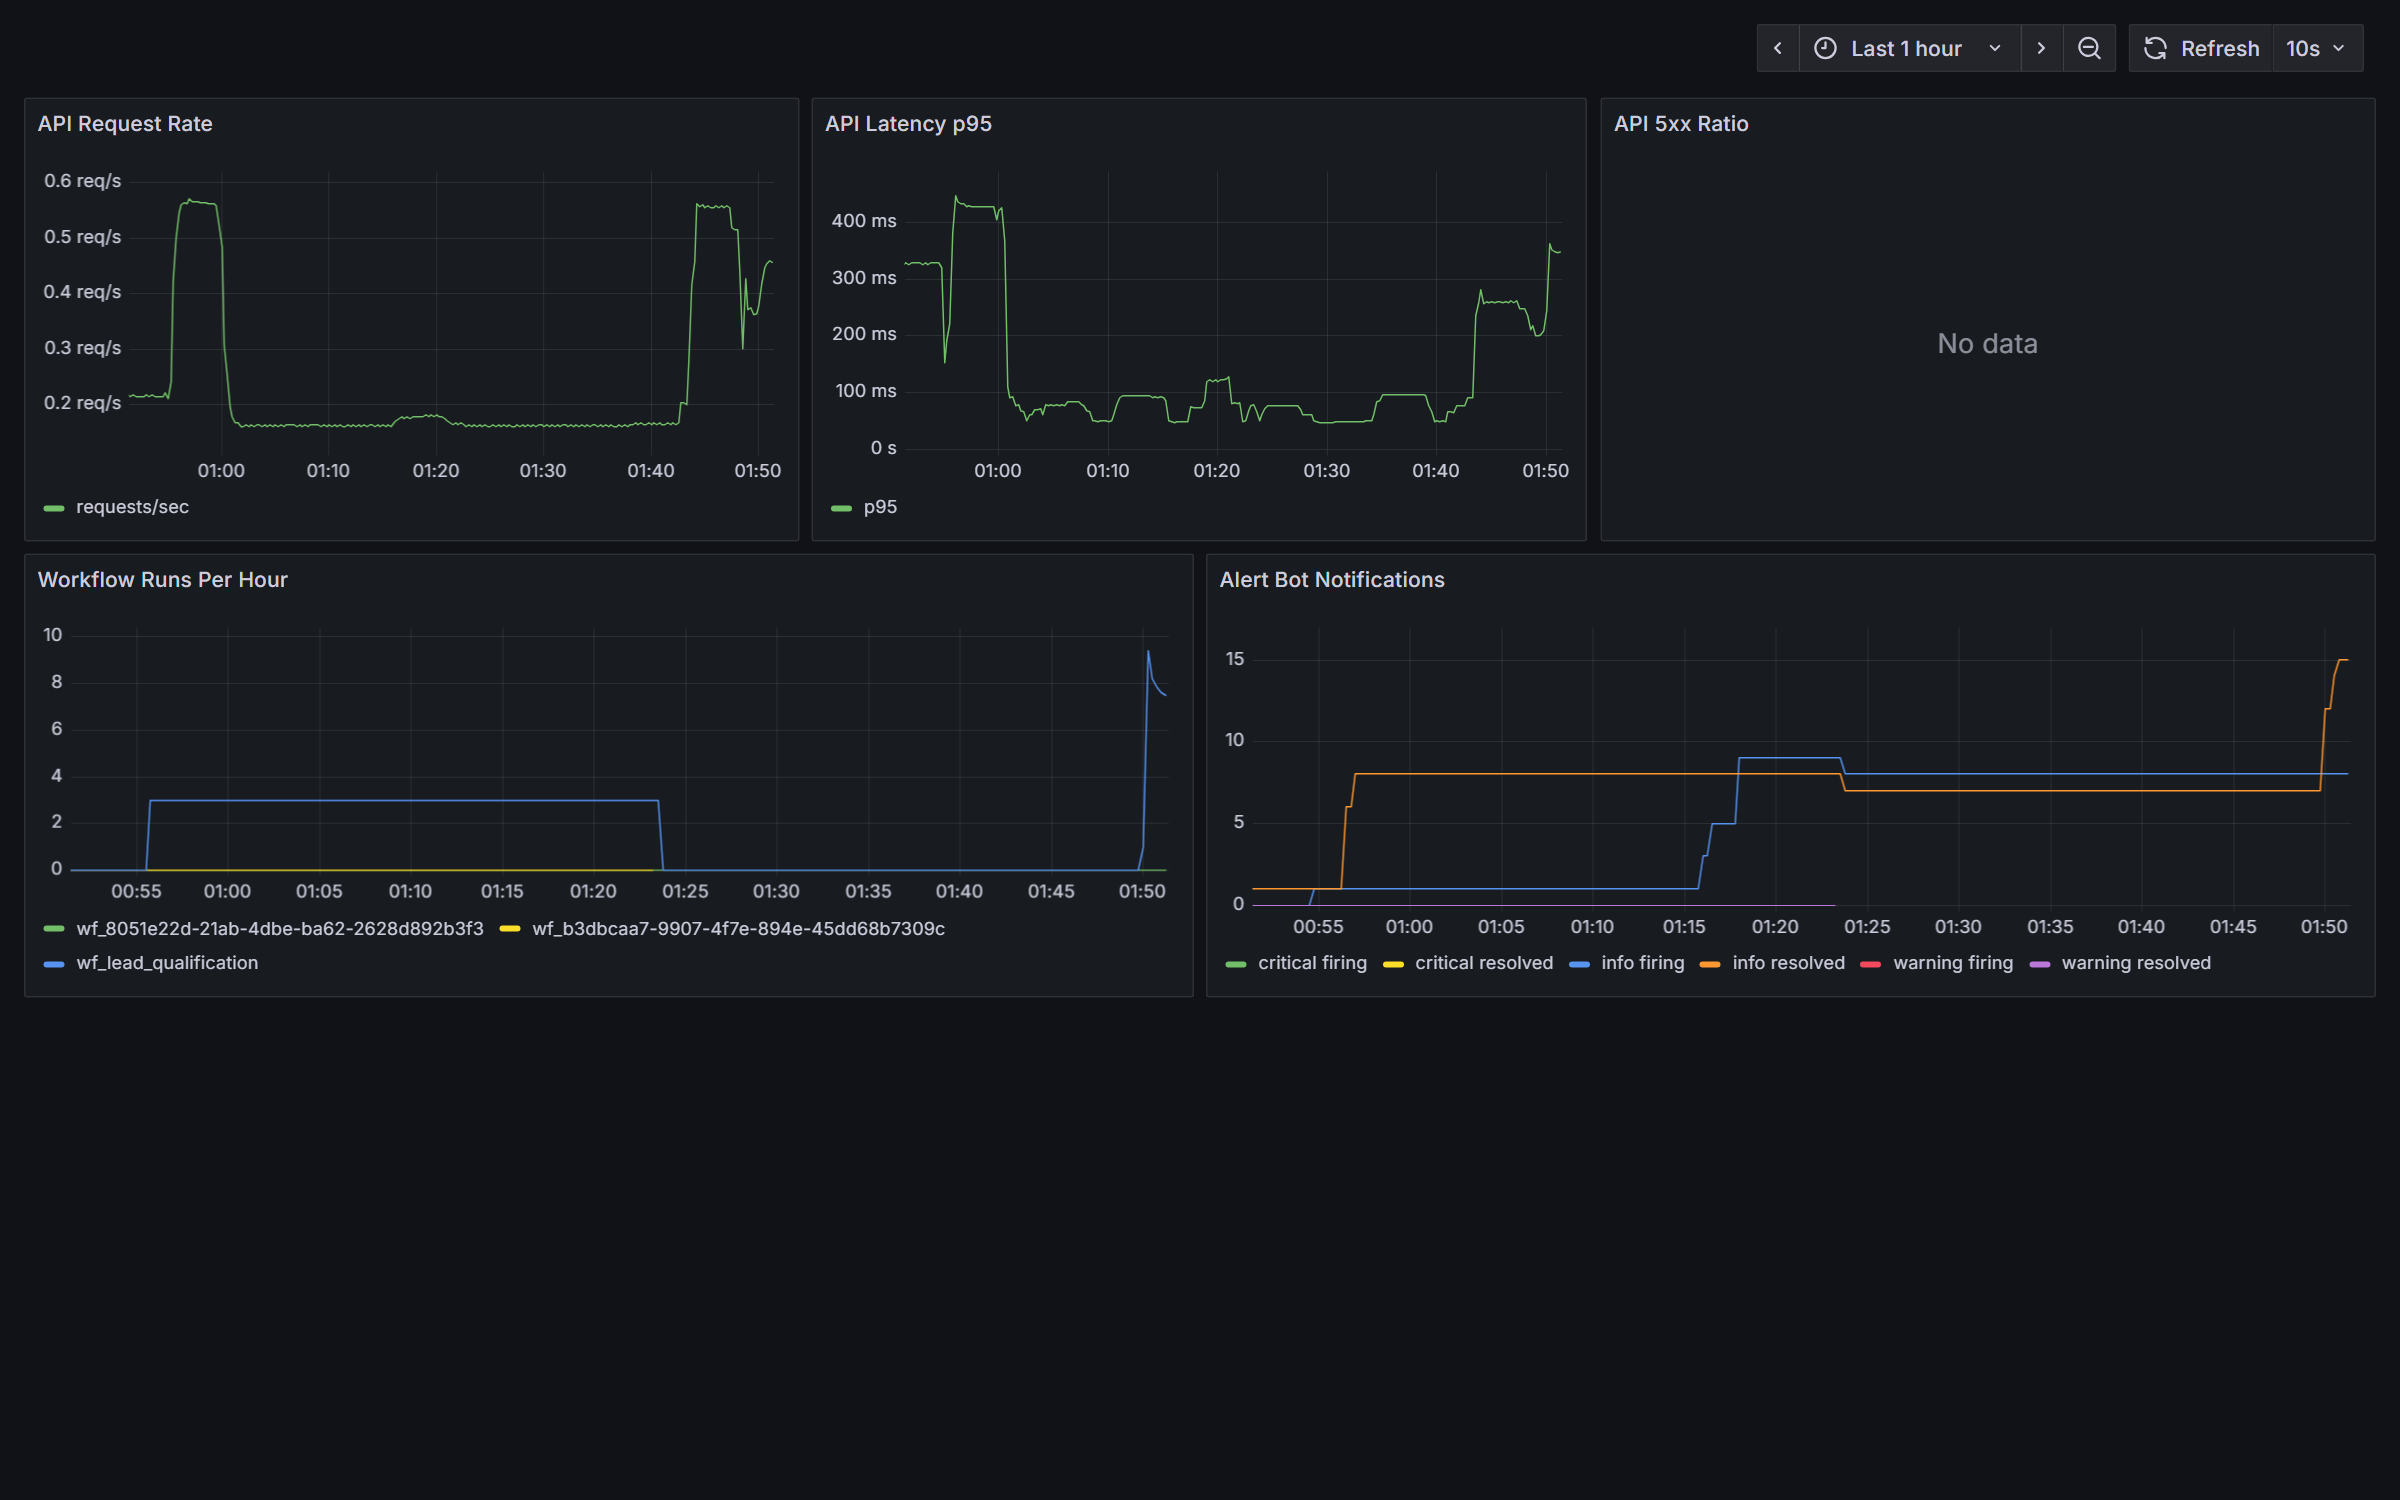 Last 1 hour
Refresh
10s
API Request Rate
0.6 req/s
0.5 req/s
0.4 req/s
0.3 req/s
0.2 req/s
01:00 01:10 01:20 01:30 01:40 01:50
requests/sec
API Latency p95
400 ms
300 ms
200 ms
100 ms
0 s
01:00 01:10 01:20 01:30 01:40 01:50
p95
API 5xx Ratio
No data
Workflow Runs Per Hour
10
8
6
4
2
0
00:55 01:00 01:05 01:10 01:15 01:20 01:25 01:30 01:35 01:40 01:45 01:50
wf_8051e22d-21ab-4dbe-ba62-2628d892b3f3 wf_b3dbcaa7-9907-4f7e-894e-45dd68b7309c
wf_lead_qualification
Alert Bot Notifications
15
10
5
0
00:55 01:00 01:05 01:10 01:15 01:20 01:25 01:30 01:35 01:40 01:45 01:50
critical firing critical resolved info firing info resolved warning firing warning resolved